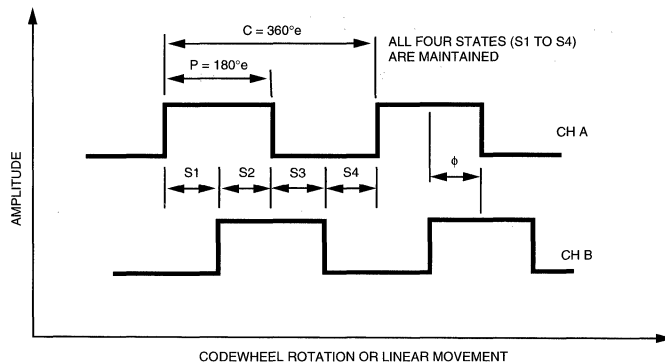 C = 360°e
ALL FOUR STATES (S1 TO S4)
ARE MAINTAINED
P = 180°e
CH A
S1 S2 S3 S4 ϕ
CH B
AMPLITUDE
CODEWHEEL ROTATION OR LINEAR MOVEMENT